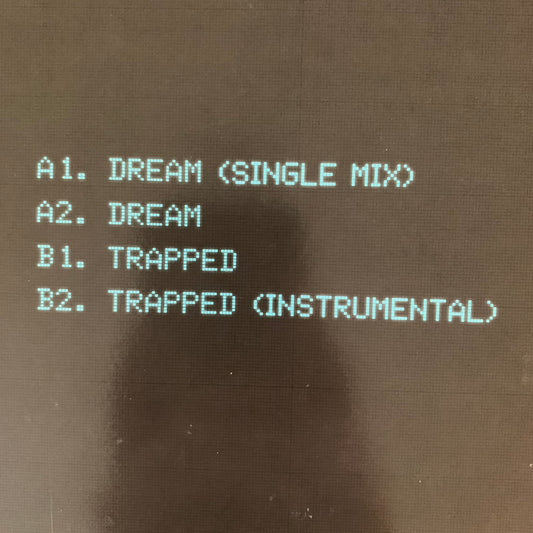 A1. DREAM (SINGLE MIX)
A2. DREAM
B1. TRAPPED
B2. TRAPPED (INSTRUMENTAL)